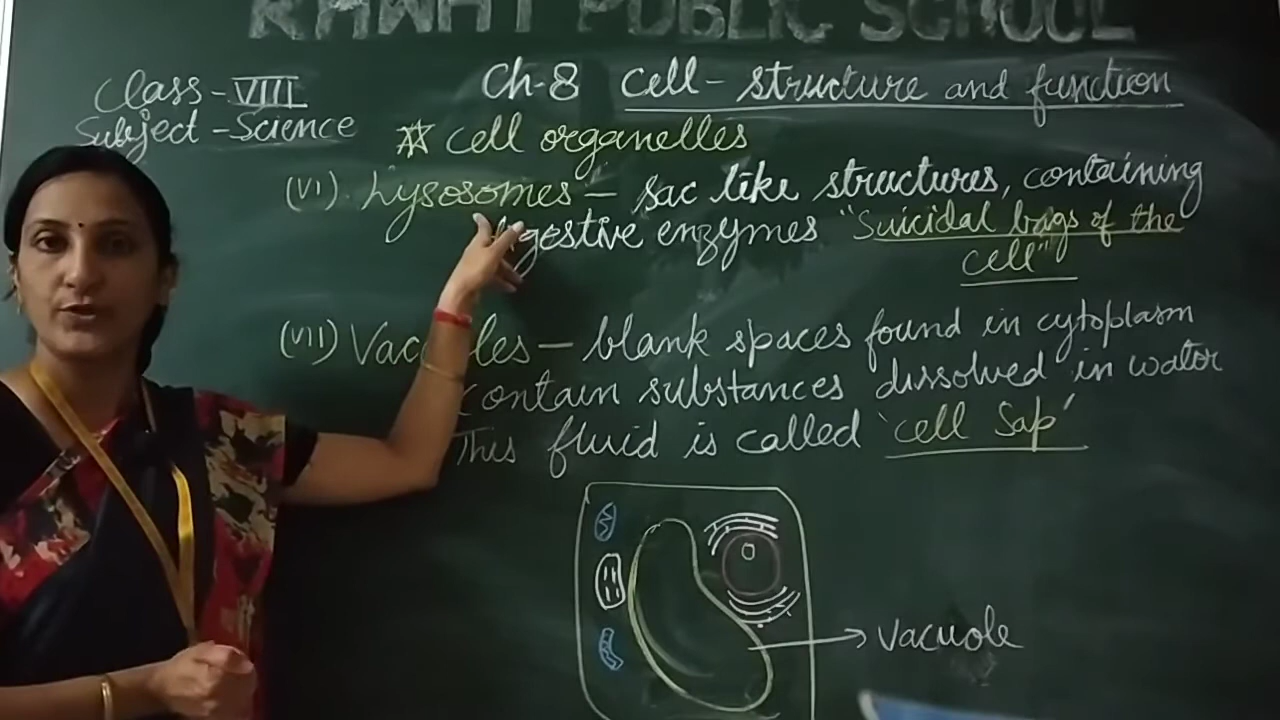 RAWAT PUBLIC SCHOOL
Class - VIII
Subject - Science
Ch-8 Cell - structure and function
☆ Cell organelles
(VI). Lysosomes - Sac like structures, containing
digestive enzymes "Suicidal bags of the
cell"
(VII) Vacuoles - blank spaces found in cytoplasm
contain substances dissolved in water
This fluid is called 'cell Sap'
→ Vacuole